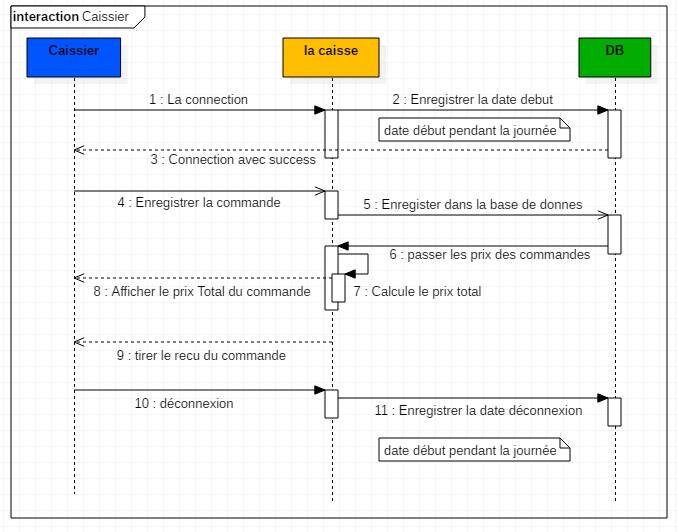 interaction Caissier
Caissier
la caisse
DB
1 : La connection
2 : Enregistrer la date debut
date début pendant la journée
3 : Connection avec success
4 : Enregistrer la commande
5 : Enregister dans la base de donnes
6 : passer les prix des commandes
8 : Afficher le prix Total du commande
7 : Calcule le prix total
9 : tirer le recu du commande
10 : déconnexion
11 : Enregistrer la date déconnexion
date début pendant la journée